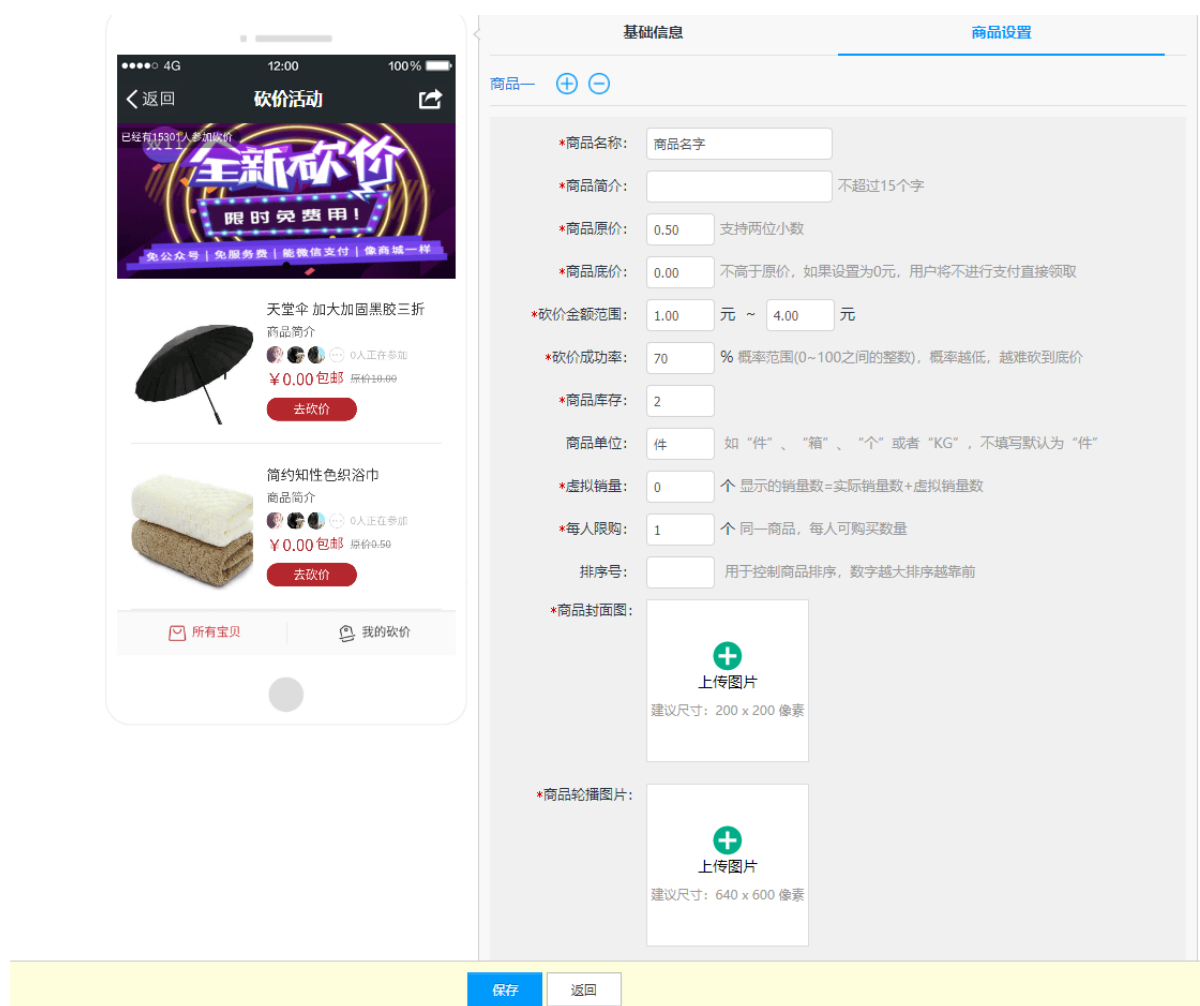 4G 12:00 100%
返回 砍价活动
已经有15301人参加砍价
双11
全新砍价
限时免费用!
免公众号 | 免服务费 | 能微信支付 | 像商城一样
天堂伞 加大加固黑胶三折
商品简介
0人正在参加
￥0.00包邮 原价10.00
去砍价
简约知性色织浴巾
商品简介
0人正在参加
￥0.00包邮 原价0.50
去砍价
所有宝贝 我的砍价
基础信息 商品设置
商品一
*商品名称: 商品名字
*商品简介: 不超过15个字
*商品原价: 0.50 支持两位小数
*商品底价: 0.00 不高于原价，如果设置为0元，用户将不进行支付直接领取
*砍价金额范围: 1.00 元 ~ 4.00 元
*砍价成功率: 70 % 概率范围(0~100之间的整数)，概率越低，越难砍到底价
*商品库存: 2
商品单位: 件 如“件”、“箱”、“个”或者“KG”，不填写默认为“件”
*虚拟销量: 0 个 显示的销量数=实际销量数+虚拟销量数
*每人限购: 1 个 同一商品，每人可购买数量
排序号: 用于控制商品排序，数字越大排序越靠前
*商品封面图:
上传图片
建议尺寸: 200 x 200 像素
*商品轮播图片:
上传图片
建议尺寸: 640 x 600 像素
保存 返回